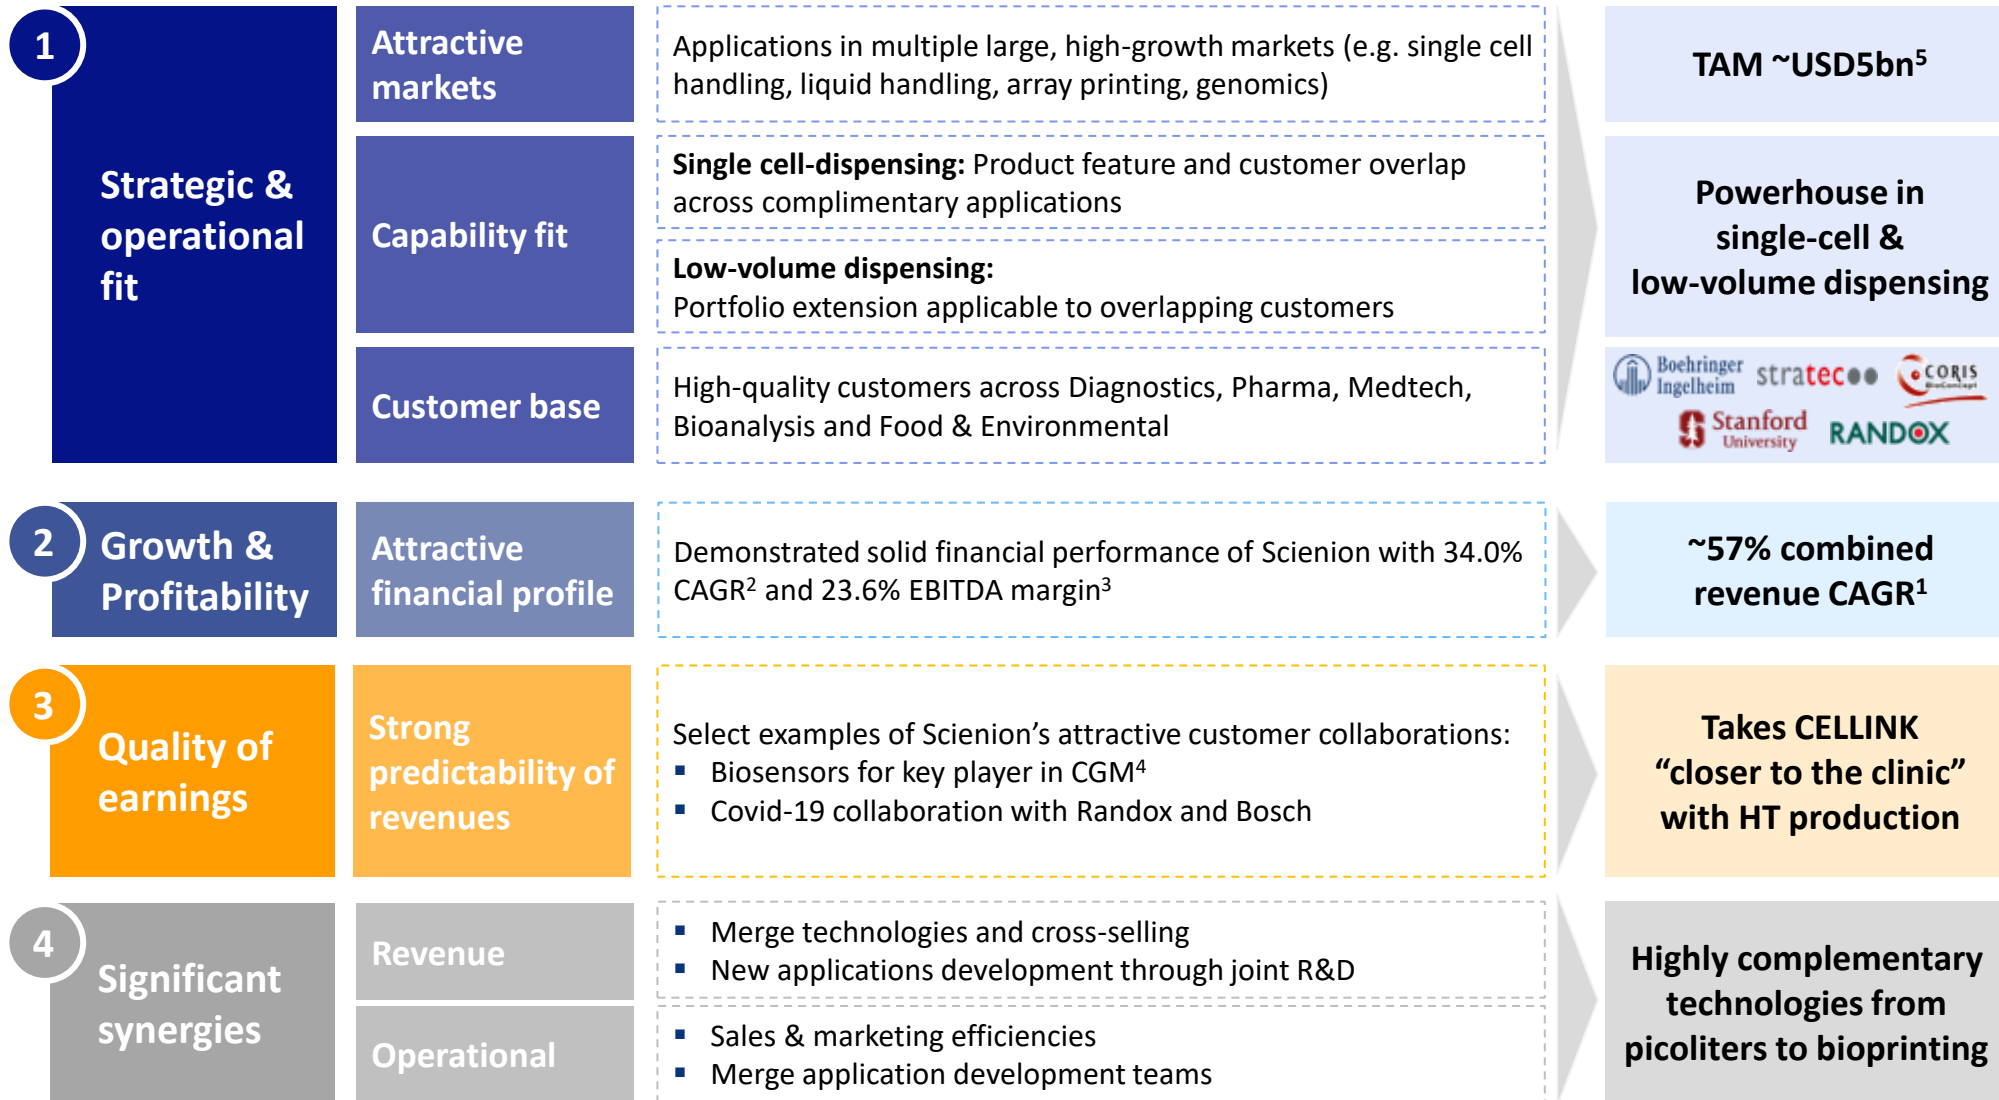 1
Strategic &
operational
fit
Attractive
markets
Applications in multiple large, high-growth markets (e.g. single cell
handling, liquid handling, array printing, genomics)
TAM ~USD5bn⁵
Capability fit
Single cell-dispensing: Product feature and customer overlap
across complimentary applications
Low-volume dispensing:
Portfolio extension applicable to overlapping customers
Powerhouse in
single-cell &
low-volume dispensing
Customer base
High-quality customers across Diagnostics, Pharma, Medtech,
Bioanalysis and Food & Environmental
Boehringer
Ingelheim
stratec
CORIS
BioConcept
Stanford
University
RANDOX
2
Growth &
Profitability
Attractive
financial profile
Demonstrated solid financial performance of Scienion with 34.0%
CAGR² and 23.6% EBITDA margin³
~57% combined
revenue CAGR¹
3
Quality of
earnings
Strong
predictability of
revenues
Select examples of Scienion’s attractive customer collaborations:
▪ Biosensors for key player in CGM⁴
▪ Covid-19 collaboration with Randox and Bosch
Takes CELLINK
“closer to the clinic”
with HT production
4
Significant
synergies
Revenue
▪ Merge technologies and cross-selling
▪ New applications development through joint R&D
Operational
▪ Sales & marketing efficiencies
▪ Merge application development teams
Highly complementary
technologies from
picoliters to bioprinting